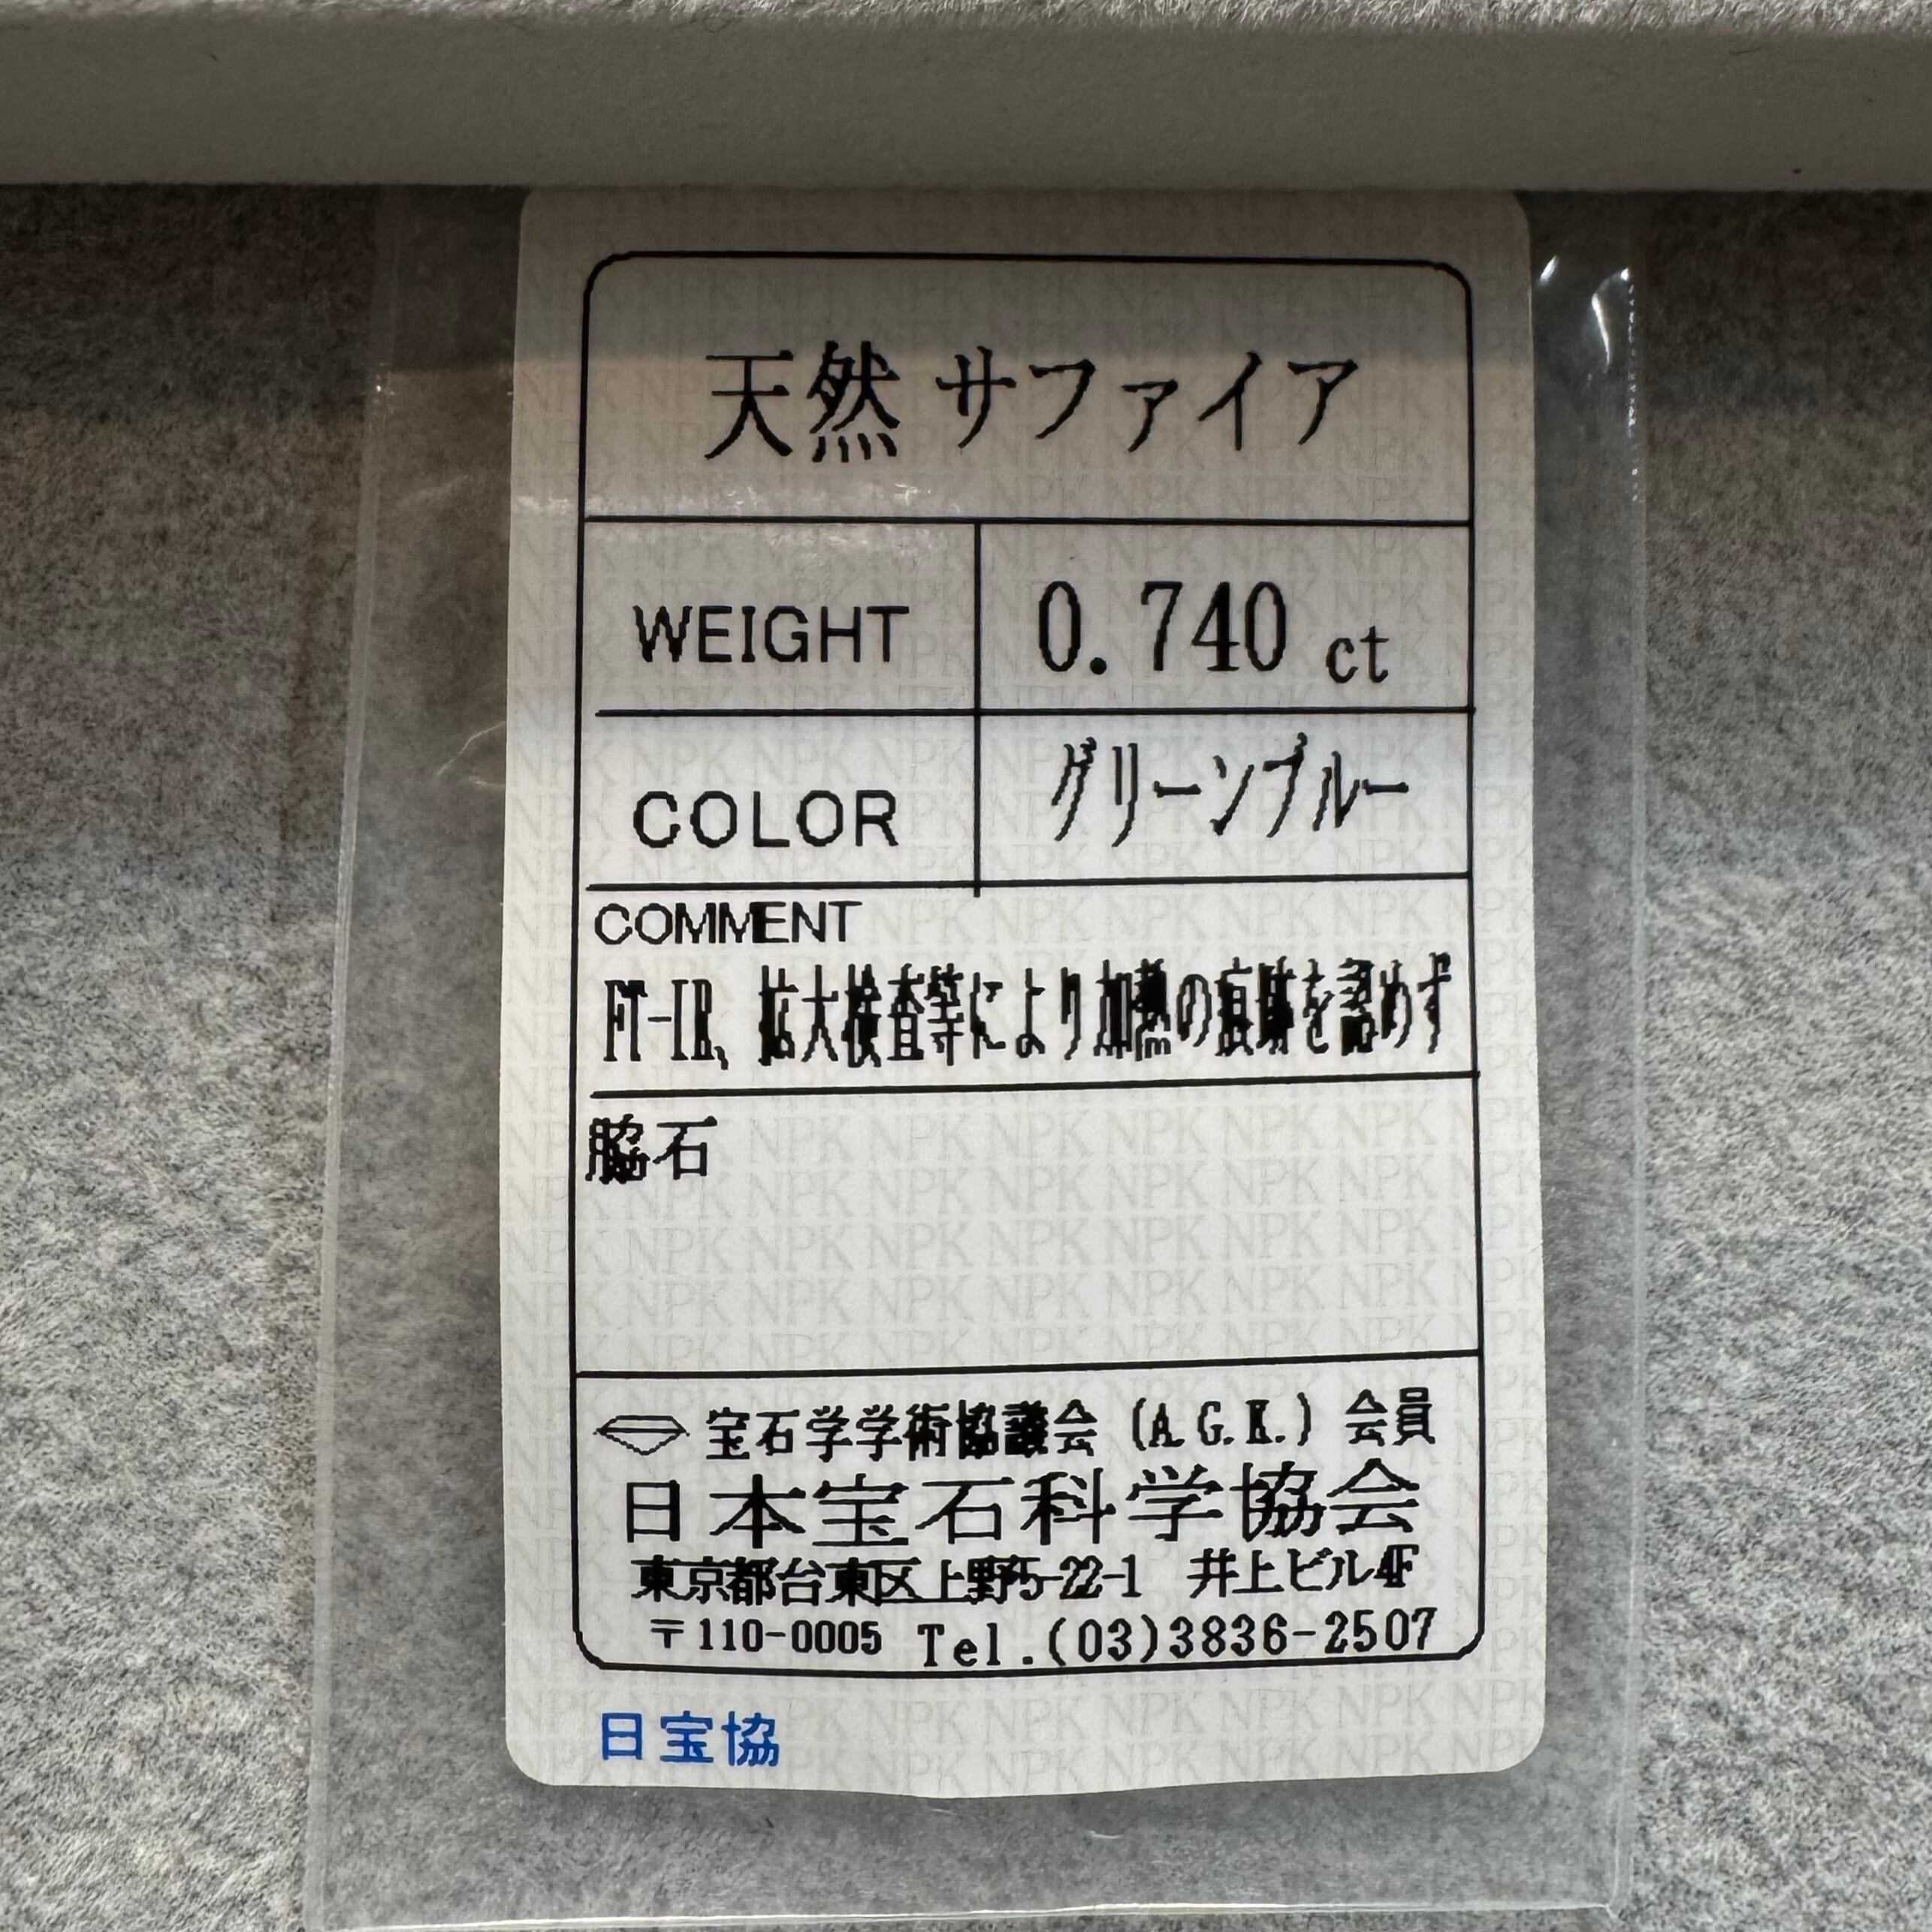 天然 サファイア
WEIGHT 0.740 ct
COLOR グリーンブルー
COMMENT
FT-IR、拡大検査等により加熱の痕跡を認めず
脇石
宝石学学術協議会 (A.G.K.) 会員
日本宝石科学協会
東京都台東区上野5-22-1 井上ビル4F
〒110-0005 Tel.(03)3836-2507
日宝協